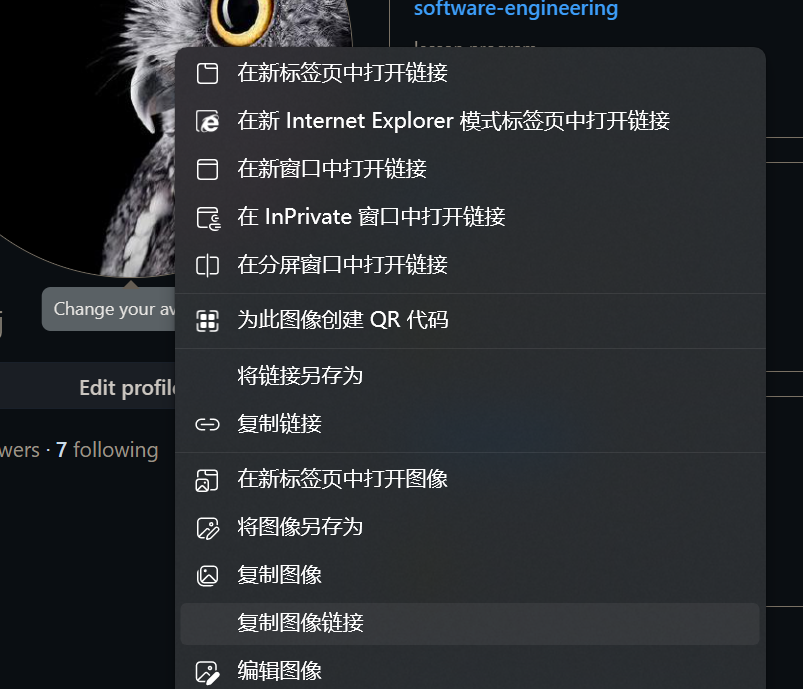 software-engineering
在新标签页中打开链接
在新 Internet Explorer 模式标签页中打开链接
在新窗口中打开链接
在 InPrivate 窗口中打开链接
在分屏窗口中打开链接
Change your av
为此图像创建 QR 代码
将链接另存为
Edit profile
复制链接
wers · 7 following
在新标签页中打开图像
将图像另存为
复制图像
复制图像链接
编辑图像